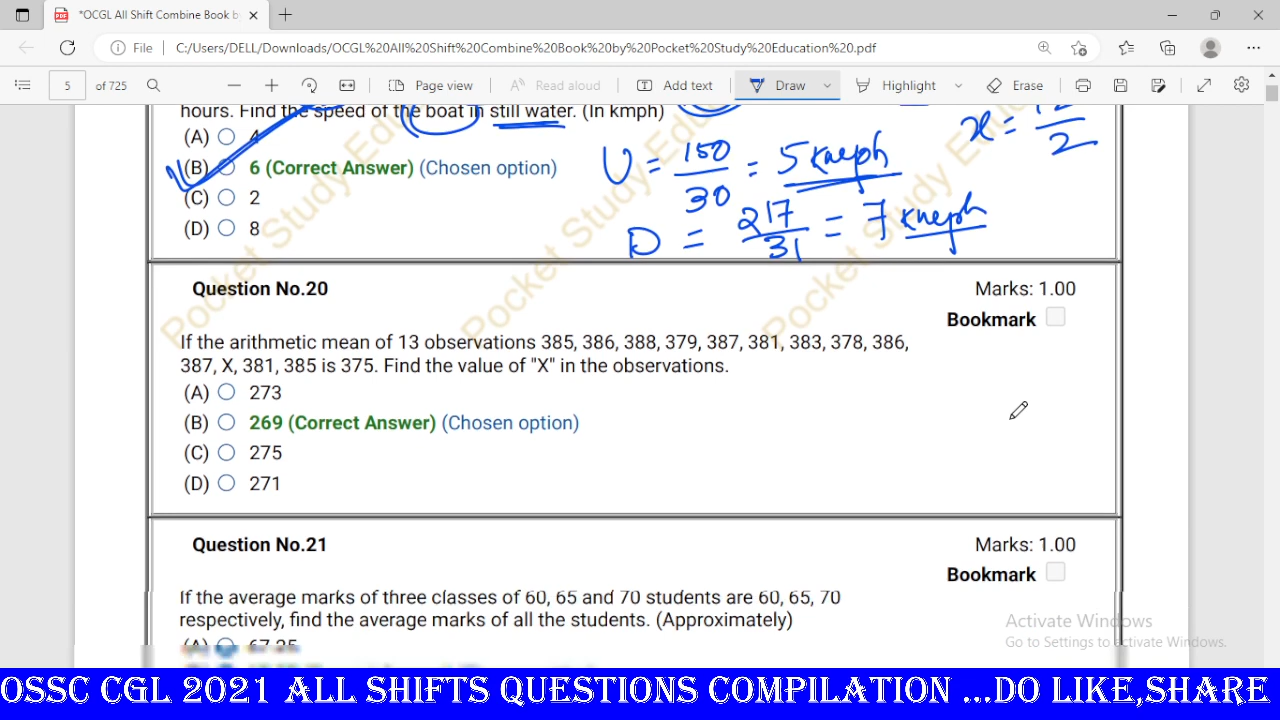 *OCGL All Shift Combine Book by
File C:/Users/DELL/Downloads/OCGL%20All%20Shift%20Combine%20Book%20by%20Pocket%20Study%20Education%20.pdf
5 of 725 Page view Read aloud Add text Draw Highlight Erase
hours. Find the speed of the boat in still water. (In kmph)
(A) 4
(B) 6 (Correct Answer) (Chosen option)
(C) 2
(D) 8
x = 12/2
U = 150/30 = 5 kmph
D = 217/31 = 7 kmph
Question No.20 Marks: 1.00
Bookmark
If the arithmetic mean of 13 observations 385, 386, 388, 379, 387, 381, 383, 378, 386,
387, X, 381, 385 is 375. Find the value of "X" in the observations.
(A) 273
(B) 269 (Correct Answer) (Chosen option)
(C) 275
(D) 271
Pocket Study Education
Question No.21 Marks: 1.00
Bookmark
If the average marks of three classes of 60, 65 and 70 students are 60, 65, 70
respectively, find the average marks of all the students. (Approximately)
(A) 67.25
Activate Windows
Go to Settings to activate Windows.
OSSC CGL 2021 ALL SHIFTS QUESTIONS COMPILATION ...DO LIKE,SHARE